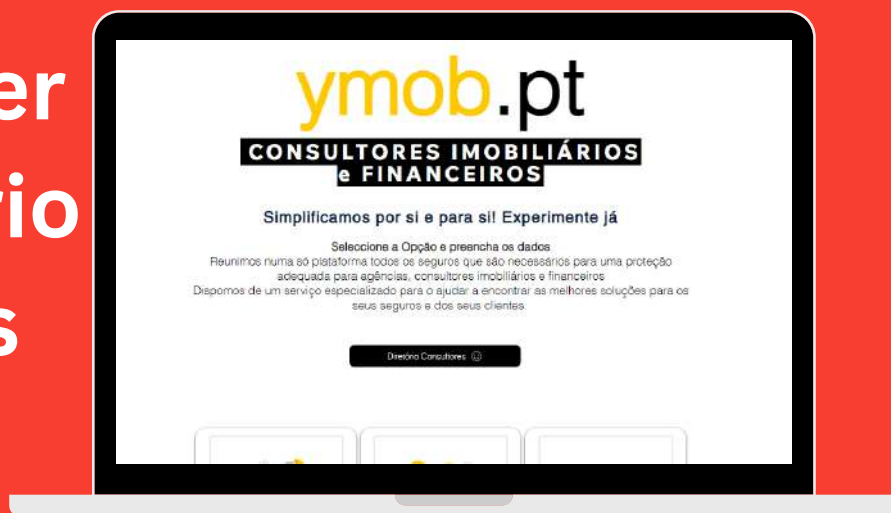 er
rio
s
ymob.pt
CONSULTORES IMOBILIÁRIOS
e FINANCEIROS
Simplificamos por si e para si! Experimente já
Seleccione a Opção e preencha os dados
Reunimos numa só plataforma todos os seguros que são necessários para uma proteção
adequada para agências, consultores imobiliários e financeiros
Dispomos de um serviço especializado para o ajudar a encontrar as melhores soluções para os
seus seguros e dos seus clientes
Diretório Consultores